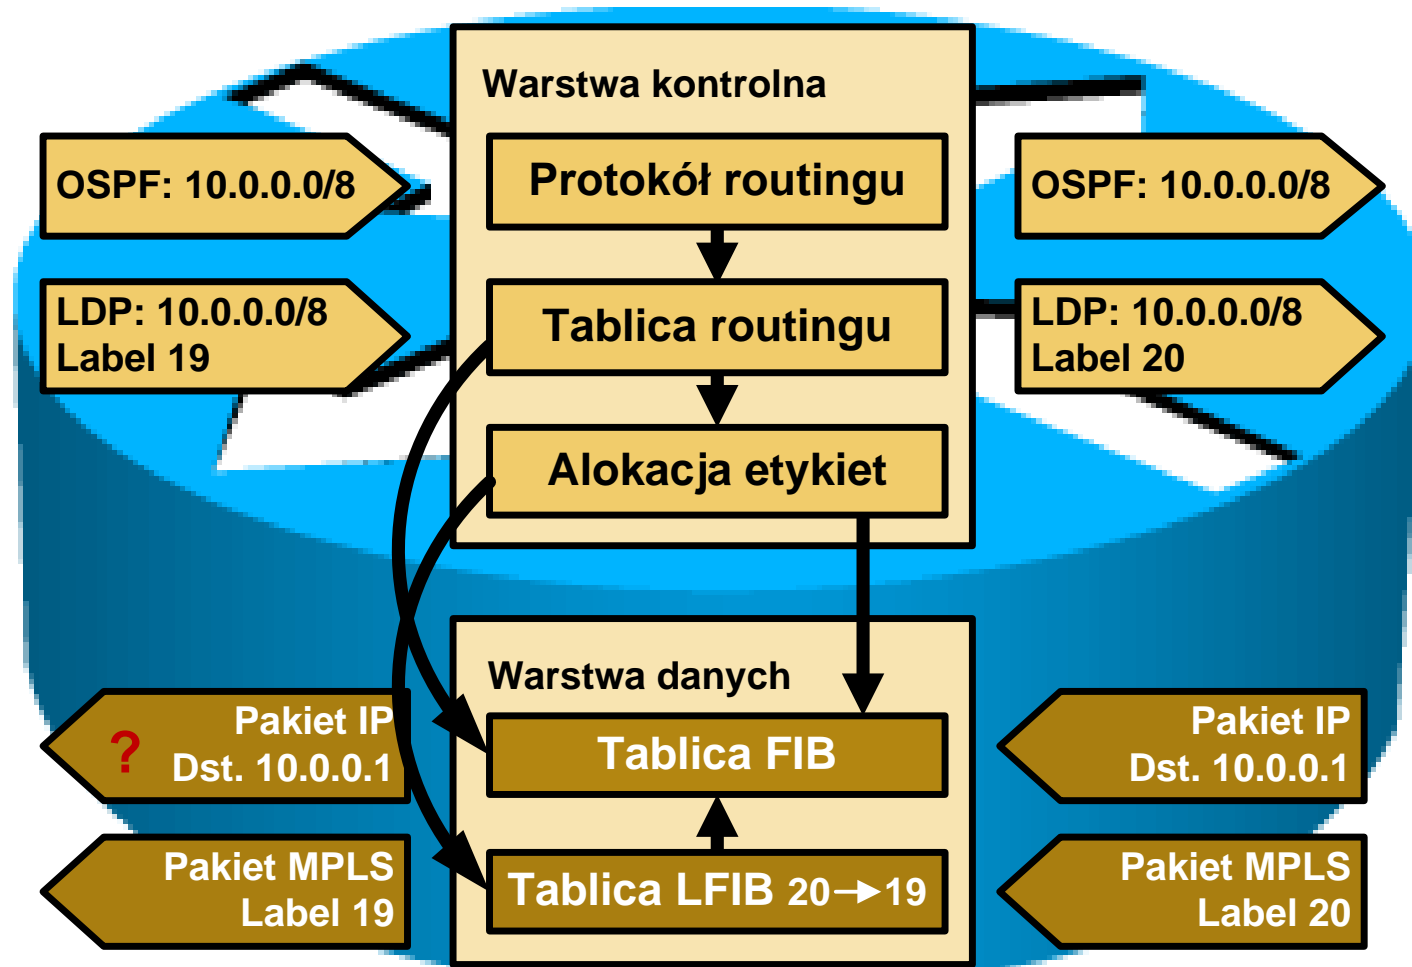 Warstwa kontrolna
OSPF: 10.0.0.0/8
Protokół routingu
OSPF: 10.0.0.0/8
LDP: 10.0.0.0/8
Label 19
Tablica routingu
LDP: 10.0.0.0/8
Label 20
Alokacja etykiet
Warstwa danych
? Pakiet IP
Dst. 10.0.0.1
Tablica FIB
Pakiet IP
Dst. 10.0.0.1
Pakiet MPLS
Label 19
Tablica LFIB 20→19
Pakiet MPLS
Label 20